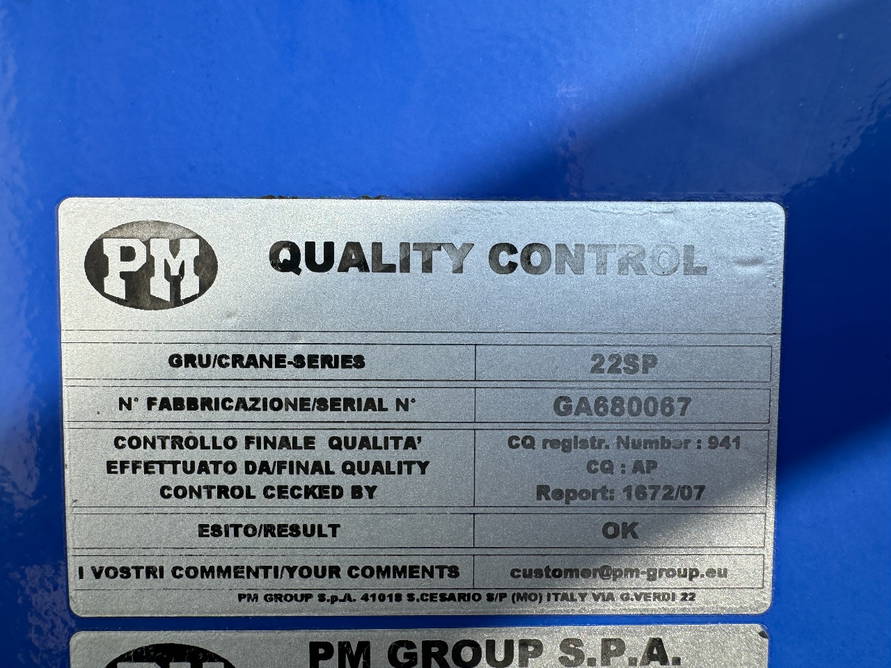 PM QUALITY CONTROL
GRU/CRANE-SERIES 22SP
N° FABBRICAZIONE/SERIAL N° GA680067
CONTROLLO FINALE QUALITA' CQ registr. Number : 941
EFFETTUATO DA/FINAL QUALITY CQ : AP
CONTROL CECKED BY Report: 1672/07
ESITO/RESULT OK
I VOSTRI COMMENTI/YOUR COMMENTS customer@pm-group.eu
PM GROUP S.p.A. 41018 S.CESARIO S/P (MO) ITALY VIA G.VERDI 22
PM GROUP S.P.A.